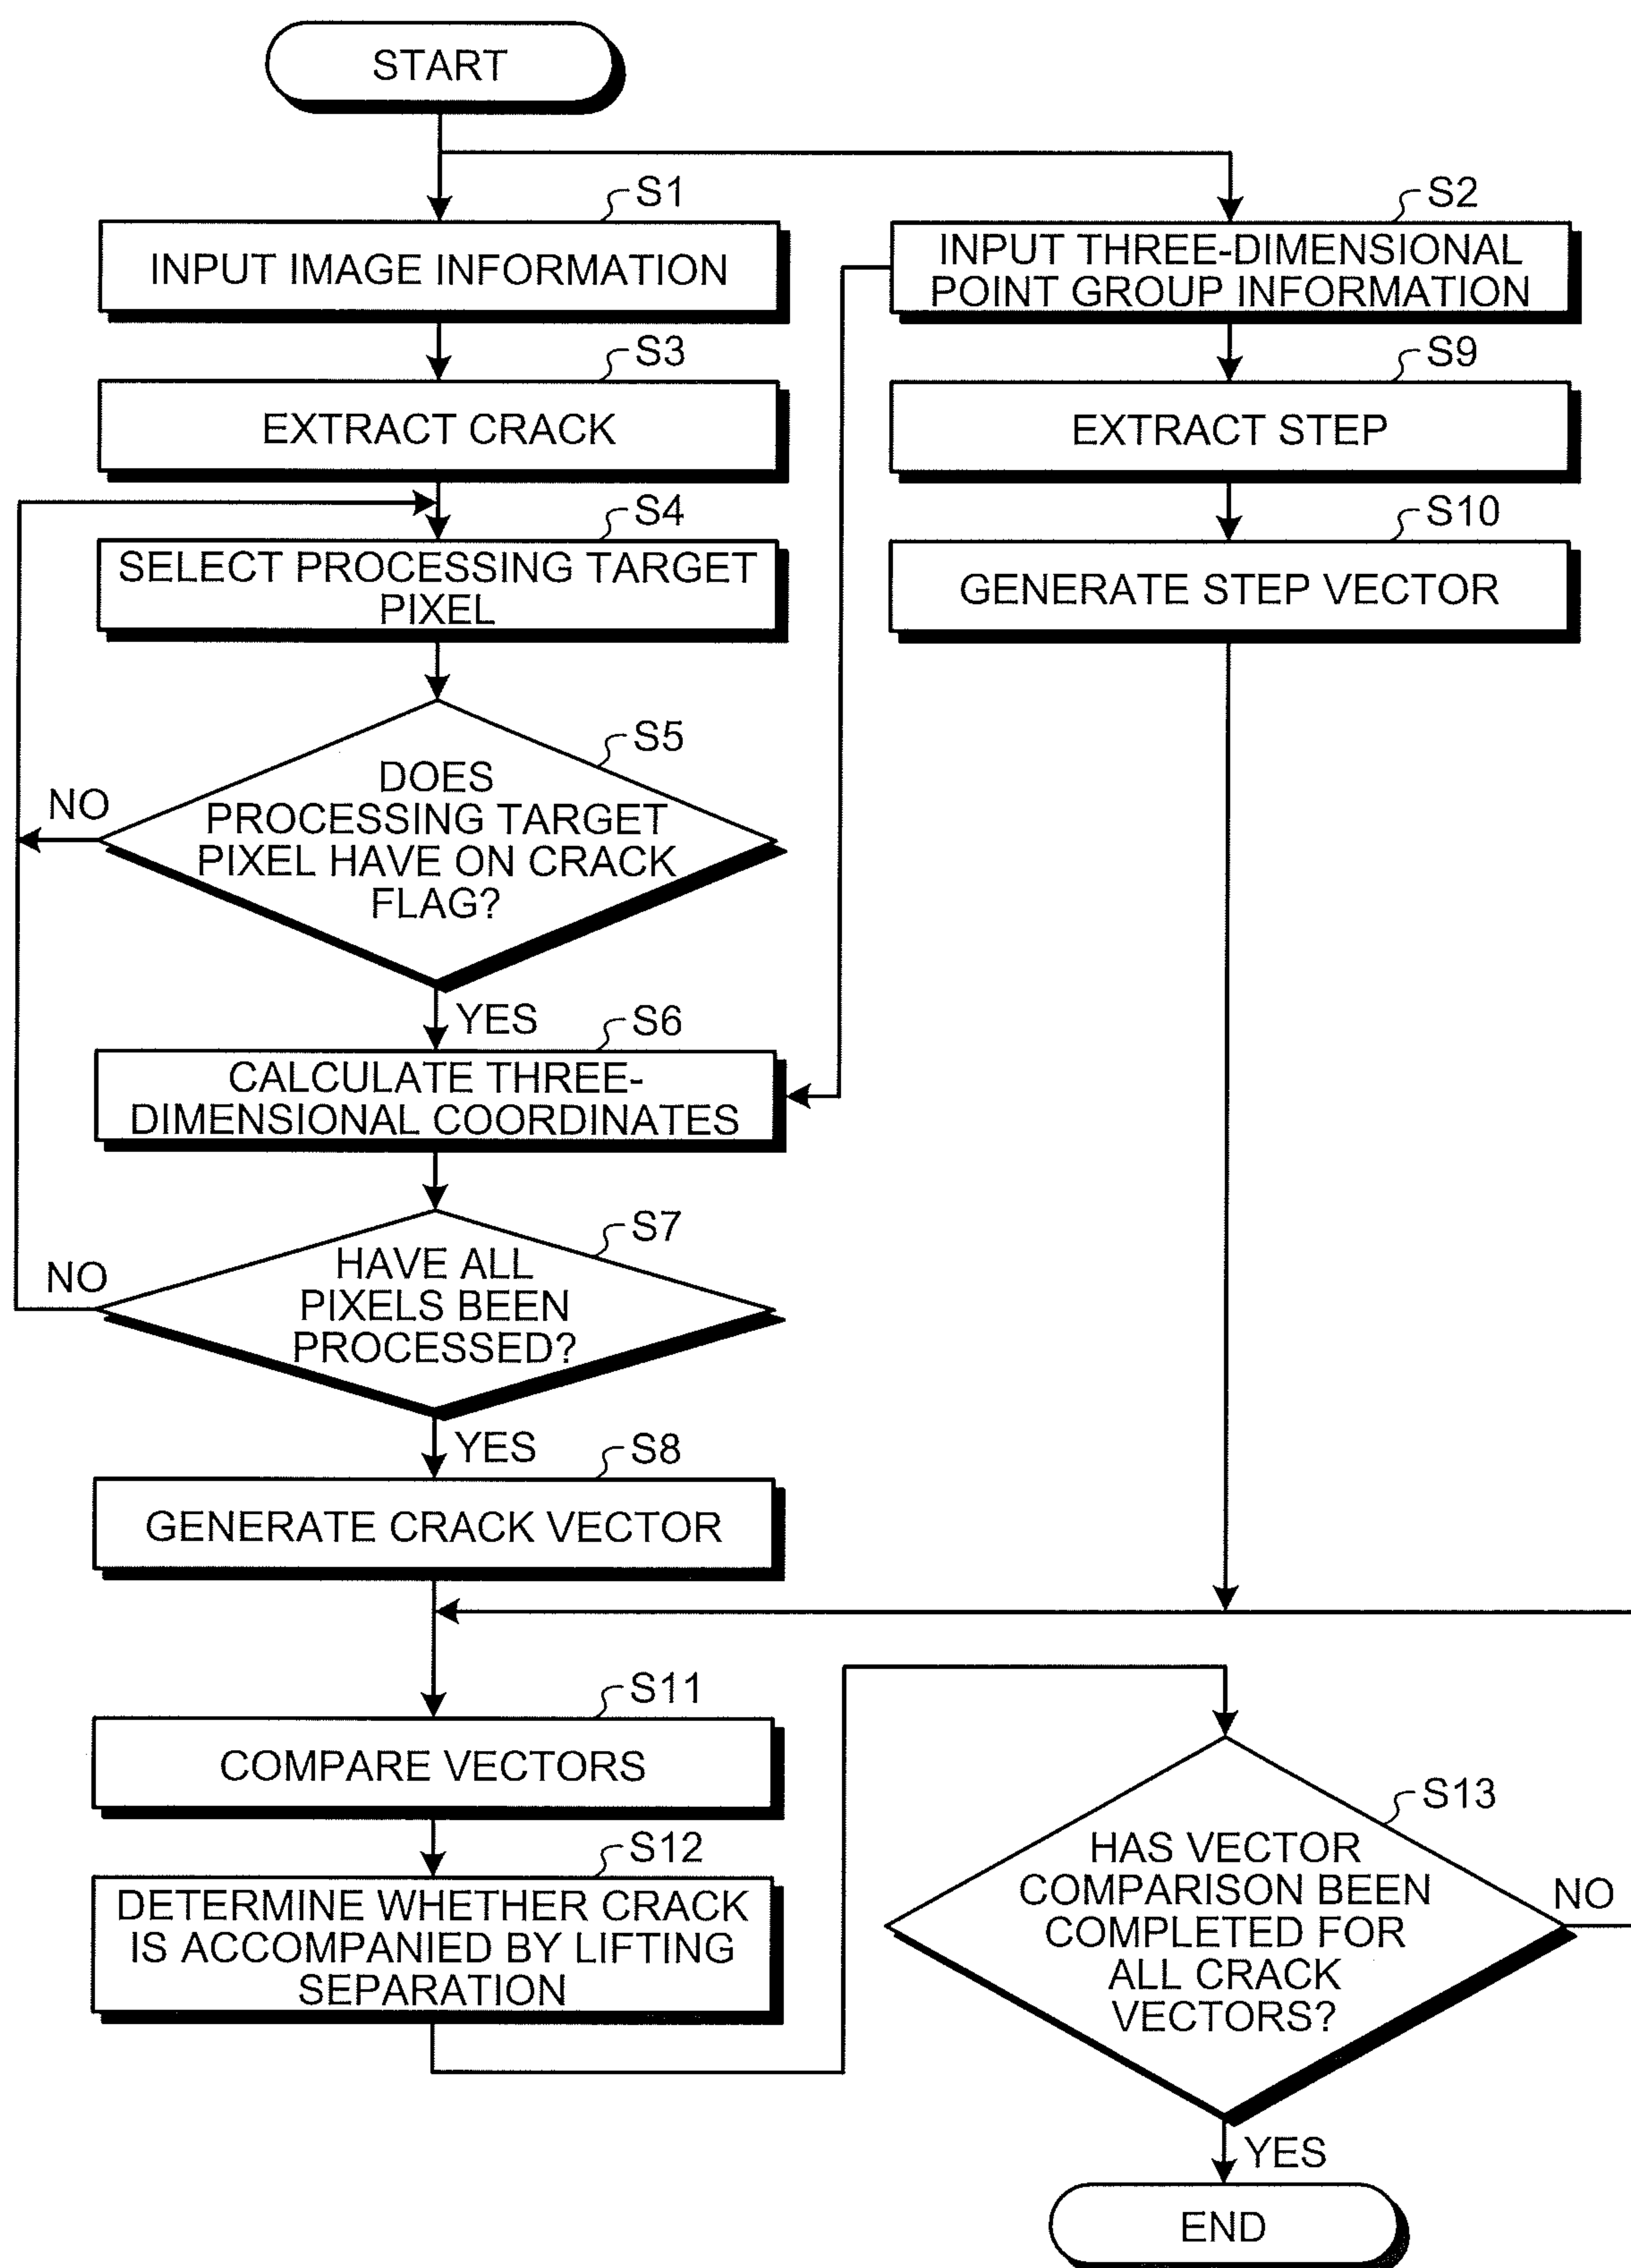 START
S1
INPUT IMAGE INFORMATION
S2
INPUT THREE-DIMENSIONAL
POINT GROUP INFORMATION
S3
EXTRACT CRACK
S9
EXTRACT STEP
S4
SELECT PROCESSING TARGET
PIXEL
S10
GENERATE STEP VECTOR
S5
DOES
PROCESSING TARGET
PIXEL HAVE ON CRACK
FLAG?
NO
YES
S6
CALCULATE THREE-
DIMENSIONAL COORDINATES
S7
HAVE ALL
PIXELS BEEN
PROCESSED?
NO
YES
S8
GENERATE CRACK VECTOR
S11
COMPARE VECTORS
S12
DETERMINE WHETHER CRACK
IS ACCOMPANIED BY LIFTING
SEPARATION
S13
HAS VECTOR
COMPARISON BEEN
COMPLETED FOR
ALL CRACK
VECTORS?
NO
YES
END